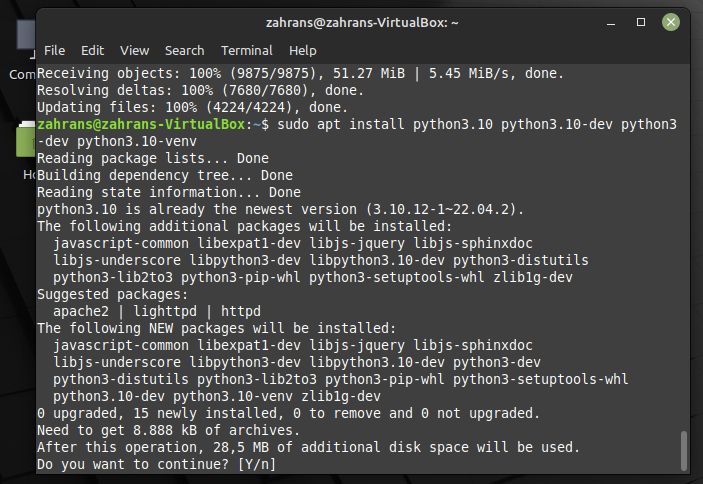 zahrans@zahrans-VirtualBox: ~
File Edit View Search Terminal Help
Receiving objects: 100% (9875/9875), 51.27 MiB | 5.45 MiB/s, done.
Resolving deltas: 100% (7680/7680), done.
Updating files: 100% (4224/4224), done.
zahrans@zahrans-VirtualBox:~$ sudo apt install python3.10 python3.10-dev python3
-dev python3.10-venv
Reading package lists... Done
Building dependency tree... Done
Reading state information... Done
python3.10 is already the newest version (3.10.12-1~22.04.2).
The following additional packages will be installed:
javascript-common libexpat1-dev libjs-jquery libjs-sphinxdoc
libjs-underscore libpython3-dev libpython3.10-dev python3-distutils
python3-lib2to3 python3-pip-whl python3-setuptools-whl zlib1g-dev
Suggested packages:
apache2 | lighttpd | httpd
The following NEW packages will be installed:
javascript-common libexpat1-dev libjs-jquery libjs-sphinxdoc
libjs-underscore libpython3-dev libpython3.10-dev python3-dev
python3-distutils python3-lib2to3 python3-pip-whl python3-setuptools-whl
python3.10-dev python3.10-venv zlib1g-dev
0 upgraded, 15 newly installed, 0 to remove and 0 not upgraded.
Need to get 8.888 kB of archives.
After this operation, 28,5 MB of additional disk space will be used.
Do you want to continue? [Y/n]